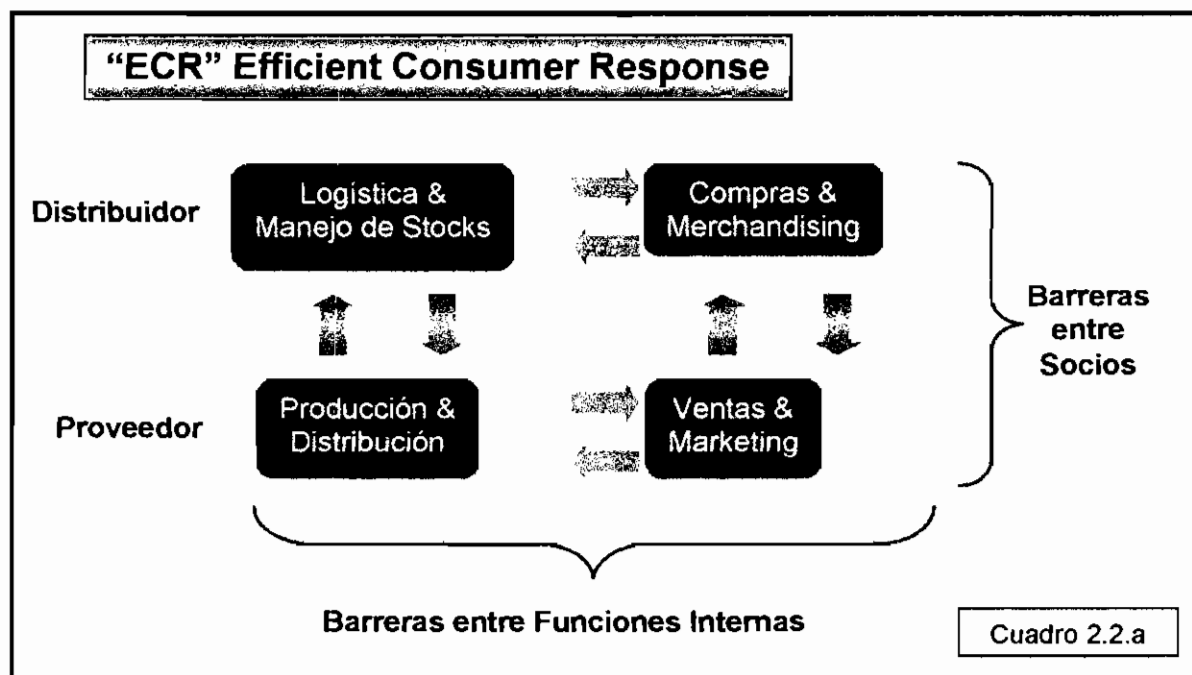 “ECR” Efficient Consumer Response
Distribuidor
Logística &
Manejo de Stocks
Compras &
Merchandising
Barreras
entre
Socios
Proveedor
Producción &
Distribución
Ventas &
Marketing
Barreras entre Funciones Internas
Cuadro 2.2.a